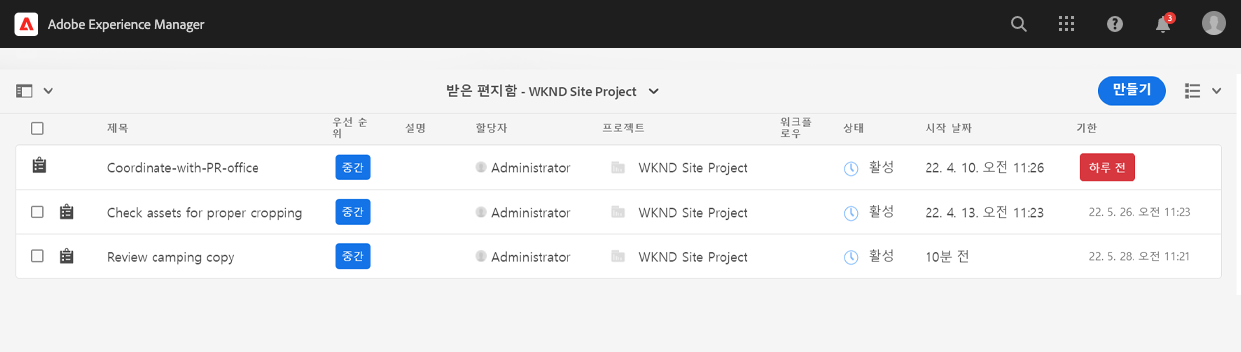 Adobe Experience Manager
3
받은 편지함 - WKND Site Project
만들기
제목 우선 순위 설명 할당자 프로젝트 워크플로우 상태 시작 날짜 기한
Coordinate-with-PR-office 중간 Administrator WKND Site Project 활성 22. 4. 10. 오전 11:26 하루 전
Check assets for proper cropping 중간 Administrator WKND Site Project 활성 22. 4. 13. 오전 11:23 22. 5. 26. 오전 11:23
Review camping copy 중간 Administrator WKND Site Project 활성 10분 전 22. 5. 28. 오전 11:21